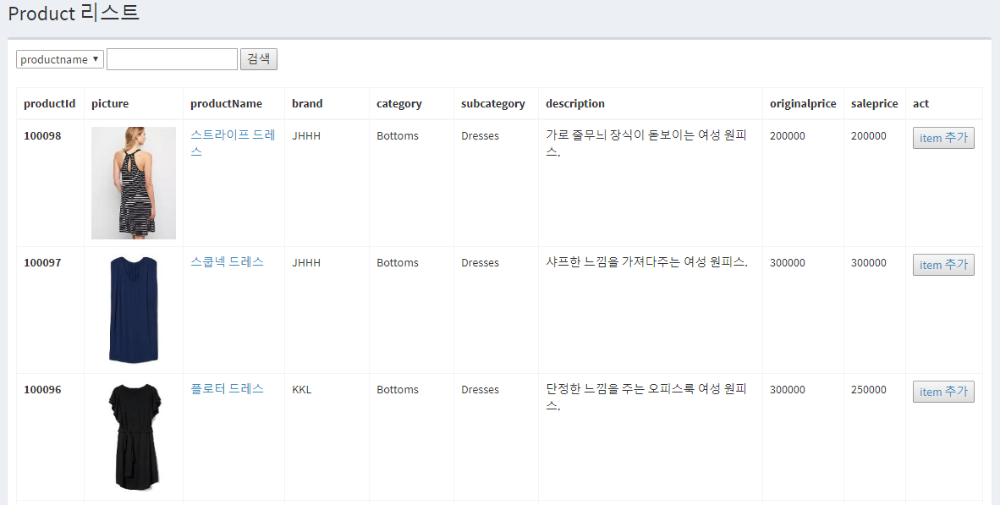 Product 리스트
productname
검색
productId picture productName brand category subcategory description originalprice saleprice act
100098 스트라이프 드레 JHHH Bottoms Dresses 가로 줄무늬 장식이 돋보이는 여성 원피 200000 200000 item 추가
스 스.
100097 스쿱넥 드레스 JHHH Bottoms Dresses 샤프한 느낌을 가져다주는 여성 원피스. 300000 300000 item 추가
100096 플로터 드레스 KKL Bottoms Dresses 단정한 느낌을 주는 오피스룩 여성 원피 300000 250000 item 추가
스.